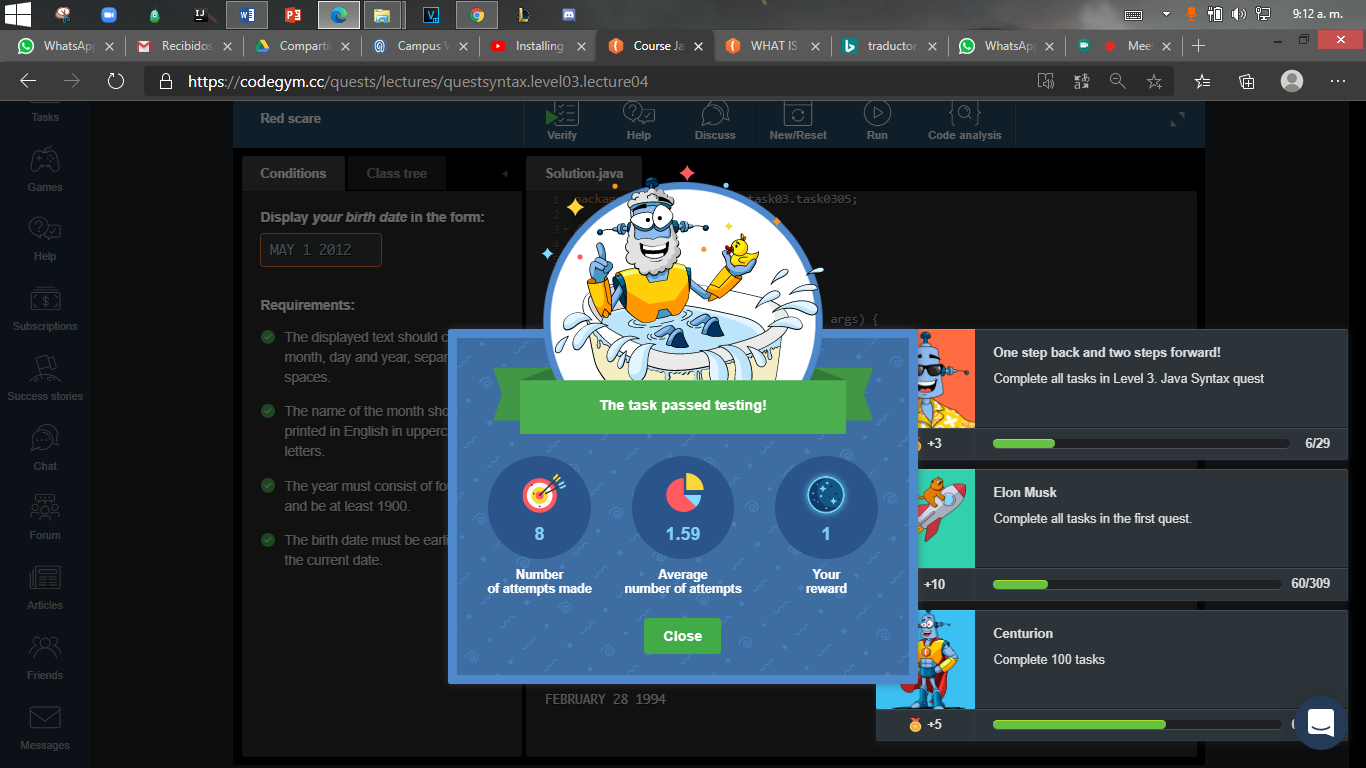 9:12 a. m.
WhatsApp
Recibidos
Comparti
Campus V
Installing
Course Ja
WHAT IS
traductor
WhatsApp
Meet
https://codegym.cc/quests/lectures/questsyntax.level03.lecture04
Tasks
Games
Help
Subscriptions
Success stories
Chat
Forum
Articles
Friends
Messages
Red scare
Verify
Help
Discuss
New/Reset
Run
Code analysis
Conditions
Class tree
Solution.java
Display your birth date in the form:
MAY 1 2012
Requirements:
The displayed text should c
month, day and year, separa
spaces.
The name of the month sho
printed in English in upperc
letters.
The year must consist of fo
and be at least 1900.
The birth date must be earli
the current date.
1 packag task03.task0305;
2
3
args) {
The task passed testing!
8
Number
of attempts made
1.59
Average
number of attempts
1
Your
reward
Close
FEBRUARY 28 1994
One step back and two steps forward!
Complete all tasks in Level 3. Java Syntax quest
+3
6/29
Elon Musk
Complete all tasks in the first quest.
+10
60/309
Centurion
Complete 100 tasks
+5